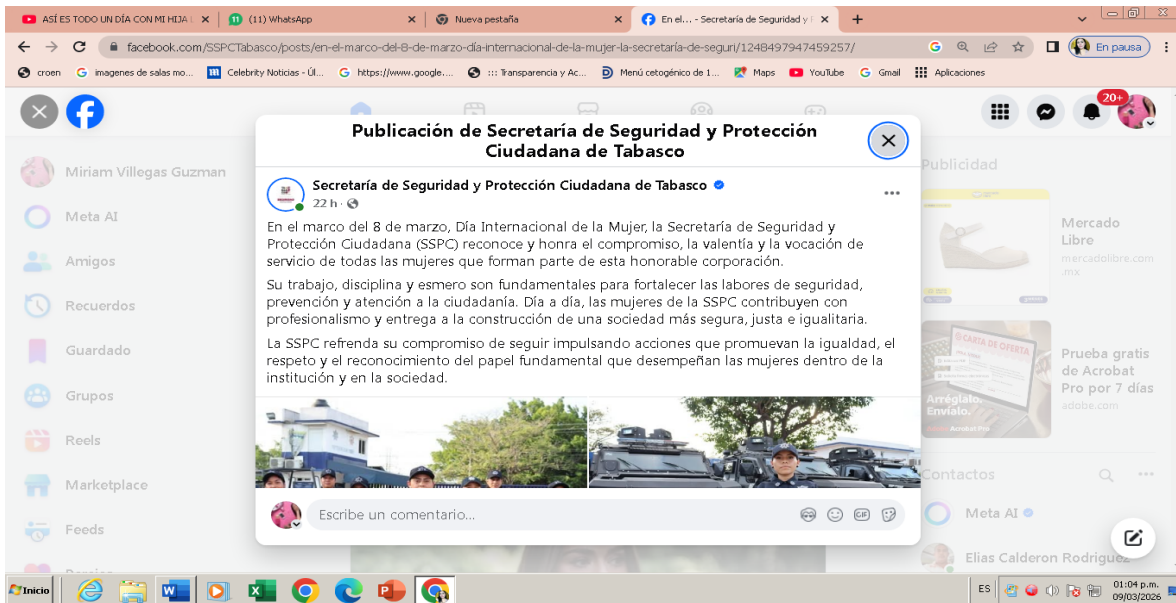 ASÍ ES TODO UN DÍA CON MI HIJA
(11) WhatsApp
Nueva pestaña
En el... - Secretaría de Seguridad y
facebook.com/SSPCTabasco/posts/en-el-marco-del-8-de-marzo-día-internacional-de-la-mujer-la-secretaría-de-seguri/1248497947459257/
En pausa
croen
imagenes de salas mo...
Celebrity Noticias - Úl...
https://www.google....
::: Transparencia y Ac...
Menú cetogénico de 1...
Maps
YouTube
Gmail
Aplicaciones
20+
Publicación de Secretaría de Seguridad y Protección
Ciudadana de Tabasco
Miriam Villegas Guzman
Meta AI
Amigos
Recuerdos
Guardado
Grupos
Reels
Marketplace
Feeds
Secretaría de Seguridad y Protección Ciudadana de Tabasco
22 h ·
En el marco del 8 de marzo, Día Internacional de la Mujer, la Secretaría de Seguridad y
Protección Ciudadana (SSPC) reconoce y honra el compromiso, la valentía y la vocación de
servicio de todas las mujeres que forman parte de esta honorable corporación.
Su trabajo, disciplina y esmero son fundamentales para fortalecer las labores de seguridad,
prevención y atención a la ciudadanía. Día a día, las mujeres de la SSPC contribuyen con
profesionalismo y entrega a la construcción de una sociedad más segura, justa e igualitaria.
La SSPC refrenda su compromiso de seguir impulsando acciones que promuevan la igualdad, el
respeto y el reconocimiento del papel fundamental que desempeñan las mujeres dentro de la
institución y en la sociedad.
Escribe un comentario...
GIF
Publicidad
Mercado
Libre
mercadolibre.com
.mx
CARTA DE OFERTA
Arréglalo.
Envíalo.
Adobe Acrobat Pro
Prueba gratis
de Acrobat
Pro por 7 días
adobe.com
Contactos
Meta AI
Elias Calderon Rodriguez
Inicio
ES
01:04 p.m.
09/03/2026